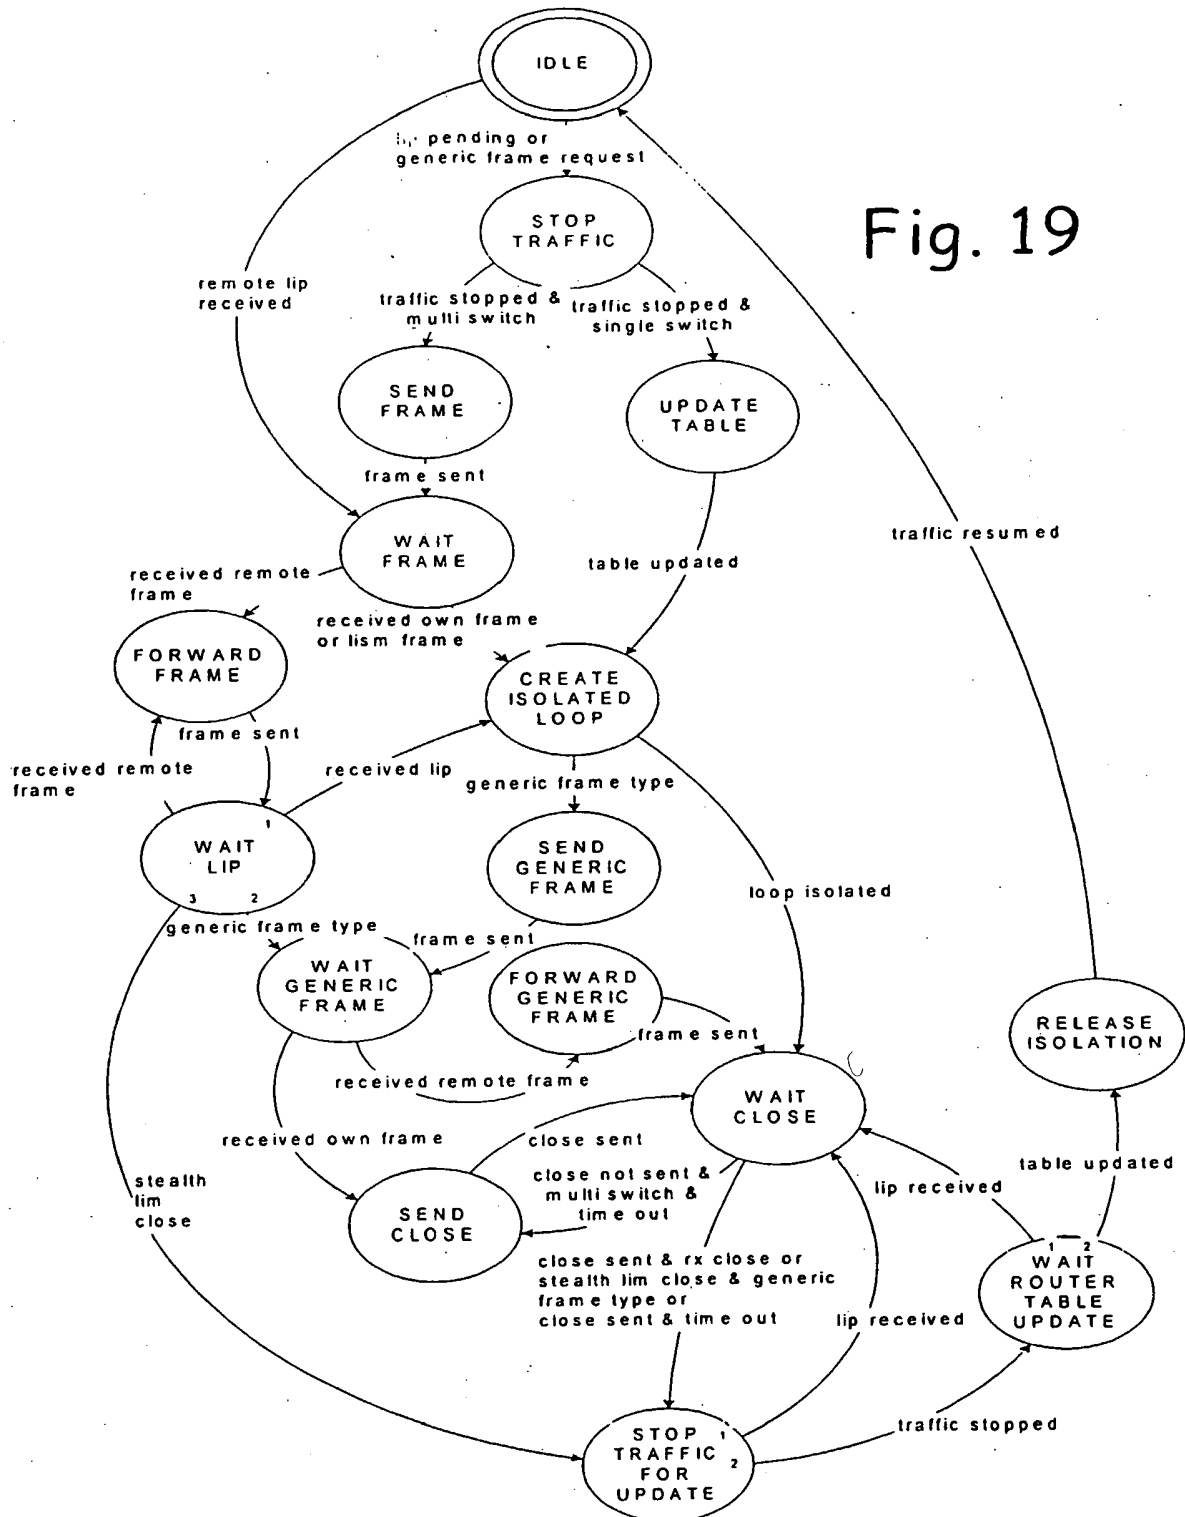 IDLE
pending or
generic frame request
STOP
TRAFFIC
Fig. 19
remote lip
received
traffic stopped &
multi switch
traffic stopped &
single switch
SEND
FRAME
UPDATE
TABLE
frame sent
WAIT
FRAME
traffic resumed
table updated
received remote
frame
received own frame
or lism frame
FORWARD
FRAME
CREATE
ISOLATED
LOOP
frame sent
received remote
frame
received lip
generic frame type
1
WAIT
LIP
3 2
SEND
GENERIC
FRAME
loop isolated
generic frame type
frame sent
WAIT
GENERIC
FRAME
FORWARD
GENERIC
FRAME
frame sent
RELEASE
ISOLATION
received remote frame
WAIT
CLOSE
received own frame
close sent
table updated
stealth
lim
close
close not sent &
multi switch &
time out
lip received
SEND
CLOSE
1 2
WAIT
ROUTER
TABLE
UPDATE
close sent & rx close or
stealth lim close & generic
frame type or
close sent & time out
lip received
traffic stopped
STOP 1
TRAFFIC
FOR 2
UPDATE